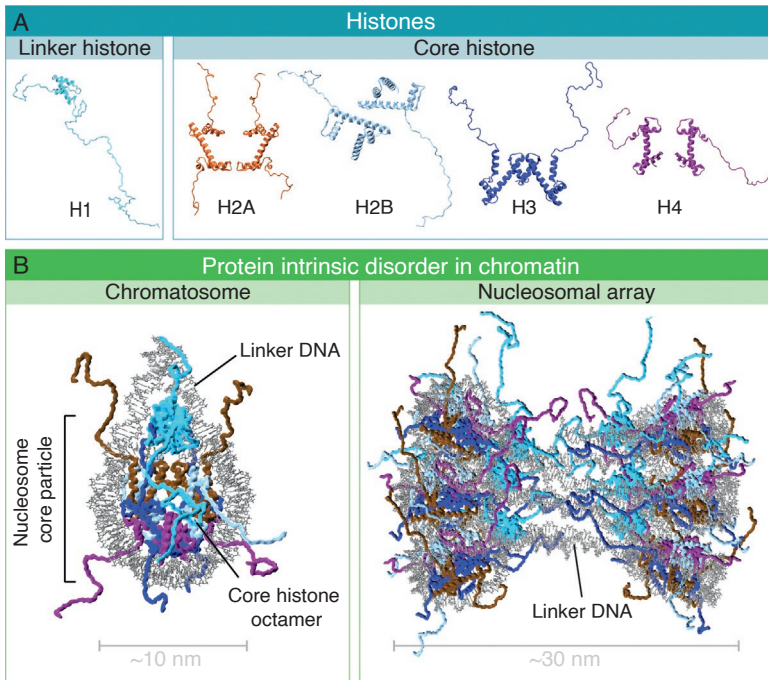 A
Histones
Linker histone
Core histone
H1
H2A
H2B
H3
H4
B
Protein intrinsic disorder in chromatin
Chromatosome
Nucleosomal array
Linker DNA
Nucleosome
core particle
Core histone
octamer
Linker DNA
~10 nm
~30 nm